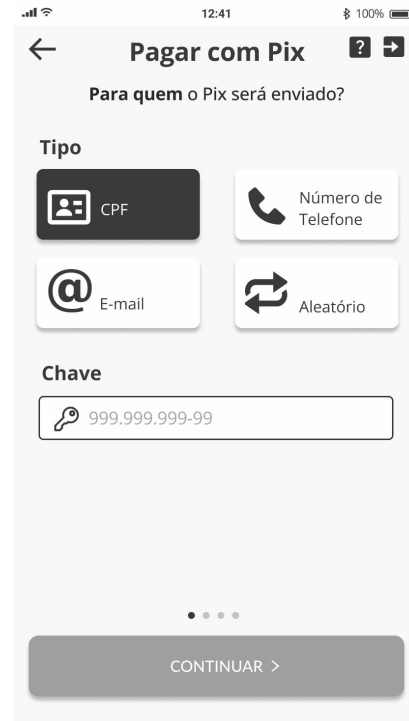 12:41
100%
Pagar com Pix
?
Para quem o Pix será enviado?
Tipo
CPF
Número de
Telefone
@
E-mail
Aleatório
Chave
999.999.999-99
CONTINUAR >